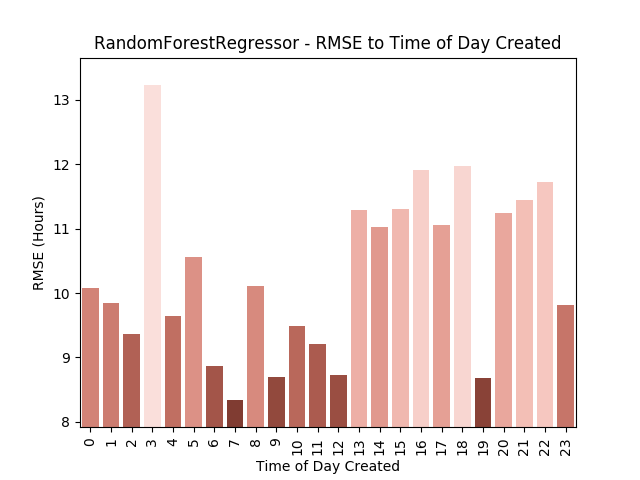 RandomForestRegressor - RMSE to Time of Day Created
RMSE (Hours)
13
12
11
10
9
8
0 1 2 3 4 5 6 7 8 9 10 11 12 13 14 15 16 17 18 19 20 21 22 23
Time of Day Created